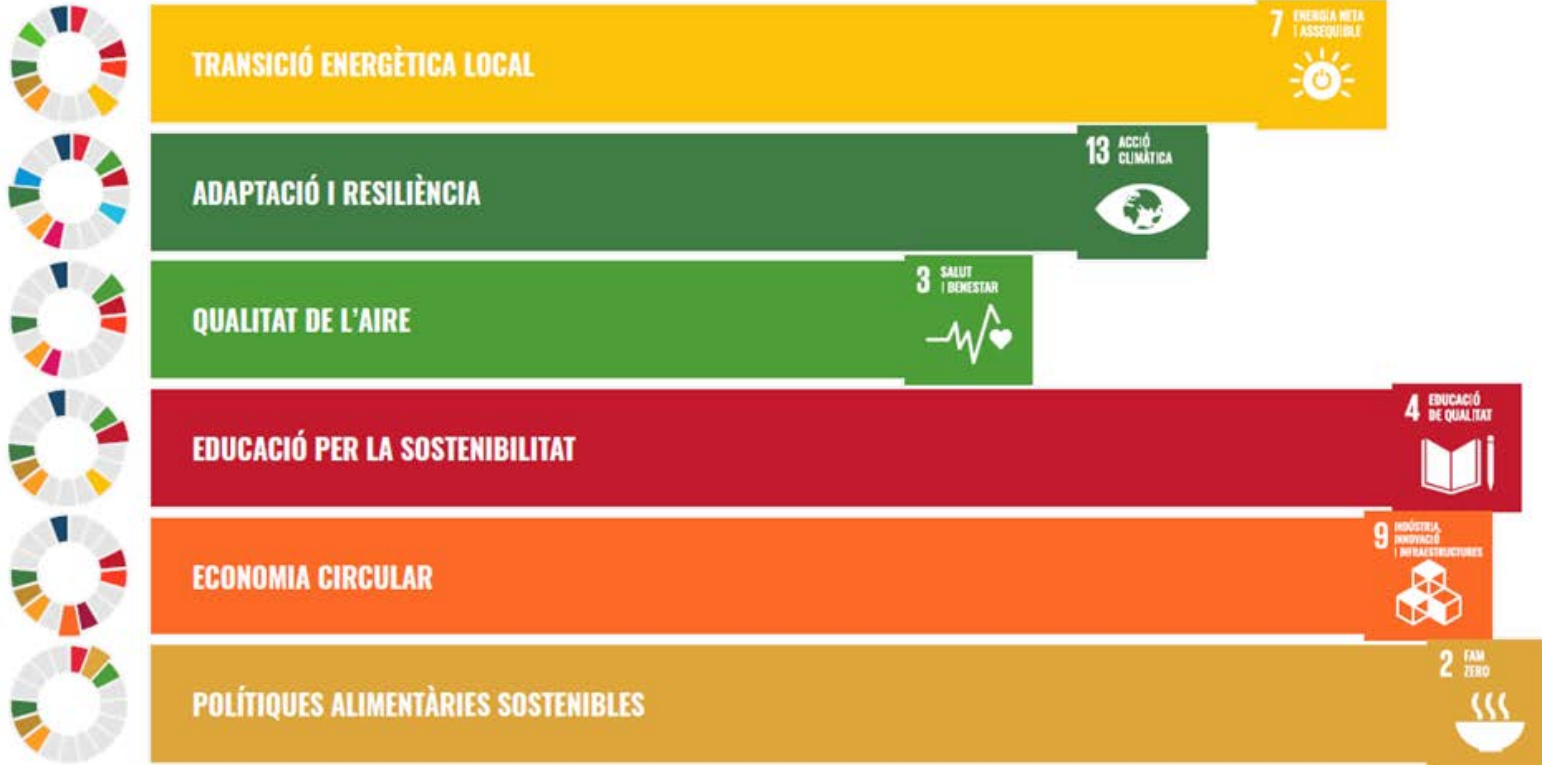 7 ENERGIA NETA
I ASSEQUIBLE
TRANSICIÓ ENERGÈTICA LOCAL
13 ACCIÓ
CLIMÀTICA
ADAPTACIÓ I RESILIÈNCIA
3 SALUT
I BENESTAR
QUALITAT DE L'AIRE
4 EDUCACIÓ
DE QUALITAT
EDUCACIÓ PER LA SOSTENIBILITAT
9 INDÚSTRIA,
INNOVACIÓ
I INFRAESTRUCTURES
ECONOMIA CIRCULAR
2 FAM
ZERO
POLÍTIQUES ALIMENTÀRIES SOSTENIBLES